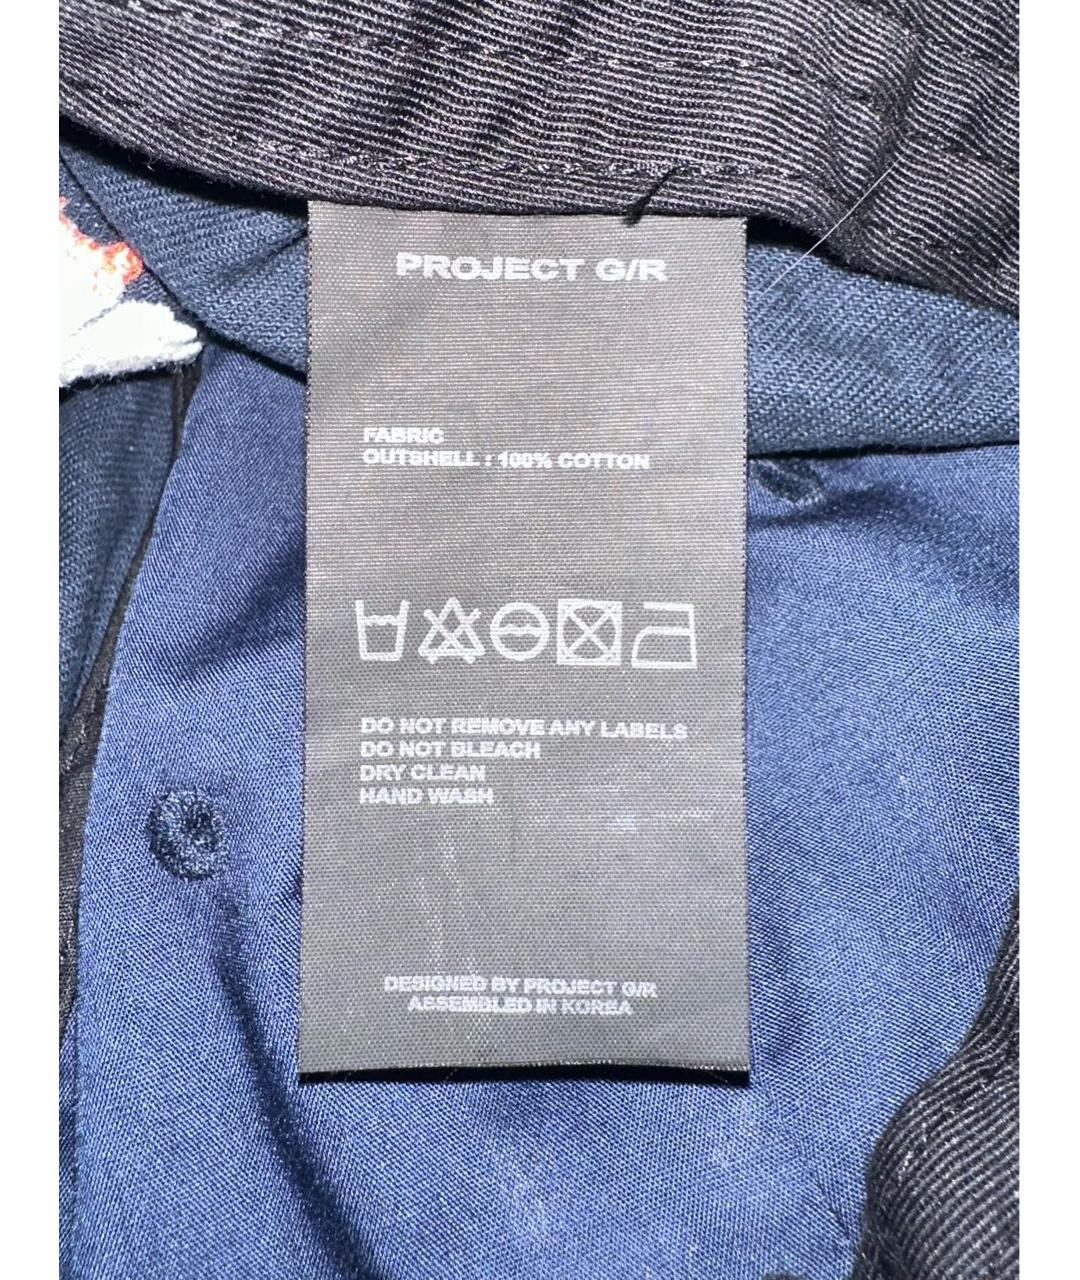 PROJECT G/R
FABRIC
OUTSHELL : 100% COTTON
DO NOT REMOVE ANY LABELS
DO NOT BLEACH
DRY CLEAN
HAND WASH
DESIGNED BY PROJECT G/R
ASSEMBLED IN KOREA